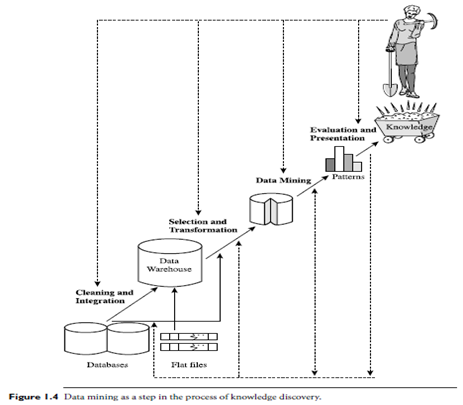 Evaluation and
Presentation
Knowledge
Data Mining
Patterns
Selection and
Transformation
Data
Warehouse
Cleaning and
Integration
Databases
Flat files
Figure 1.4 Data mining as a step in the process of knowledge discovery.